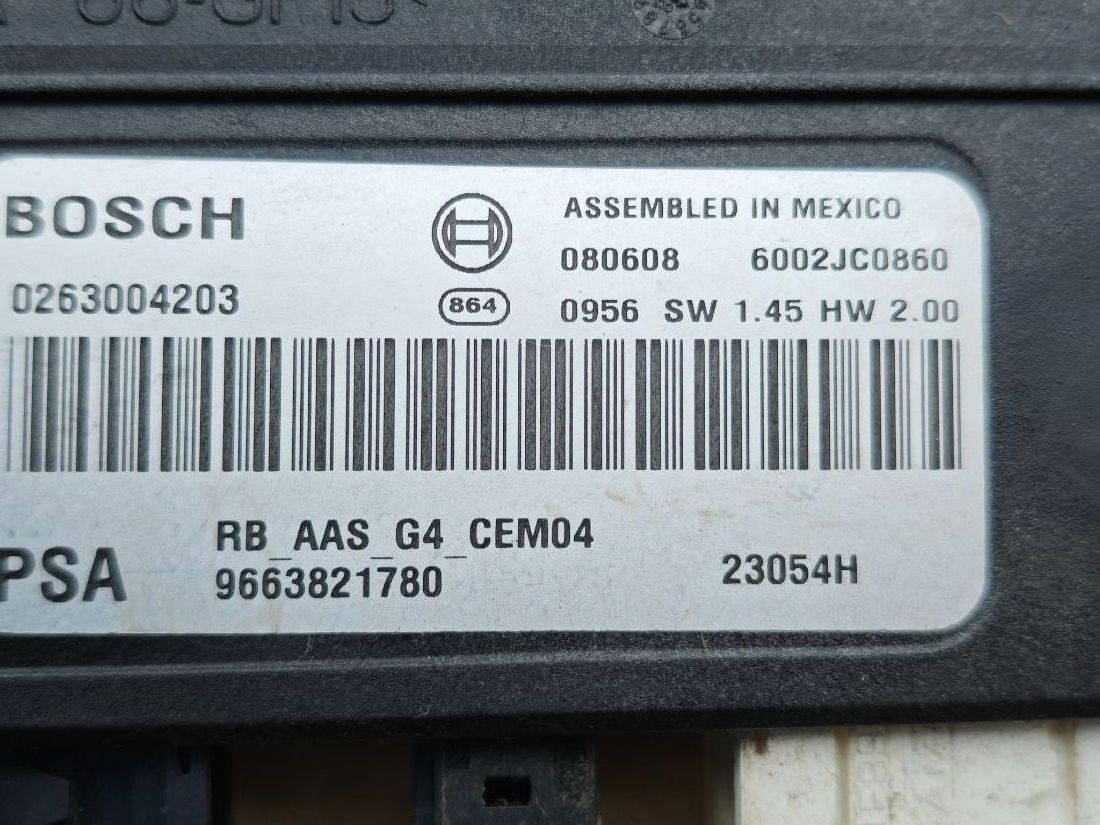 BOSCH
ASSEMBLED IN MEXICO
080608 6002JC0860
0263004203
864
0956 SW 1.45 HW 2.00
RB_AAS_G4_CEM04
PSA
9663821780
23054H